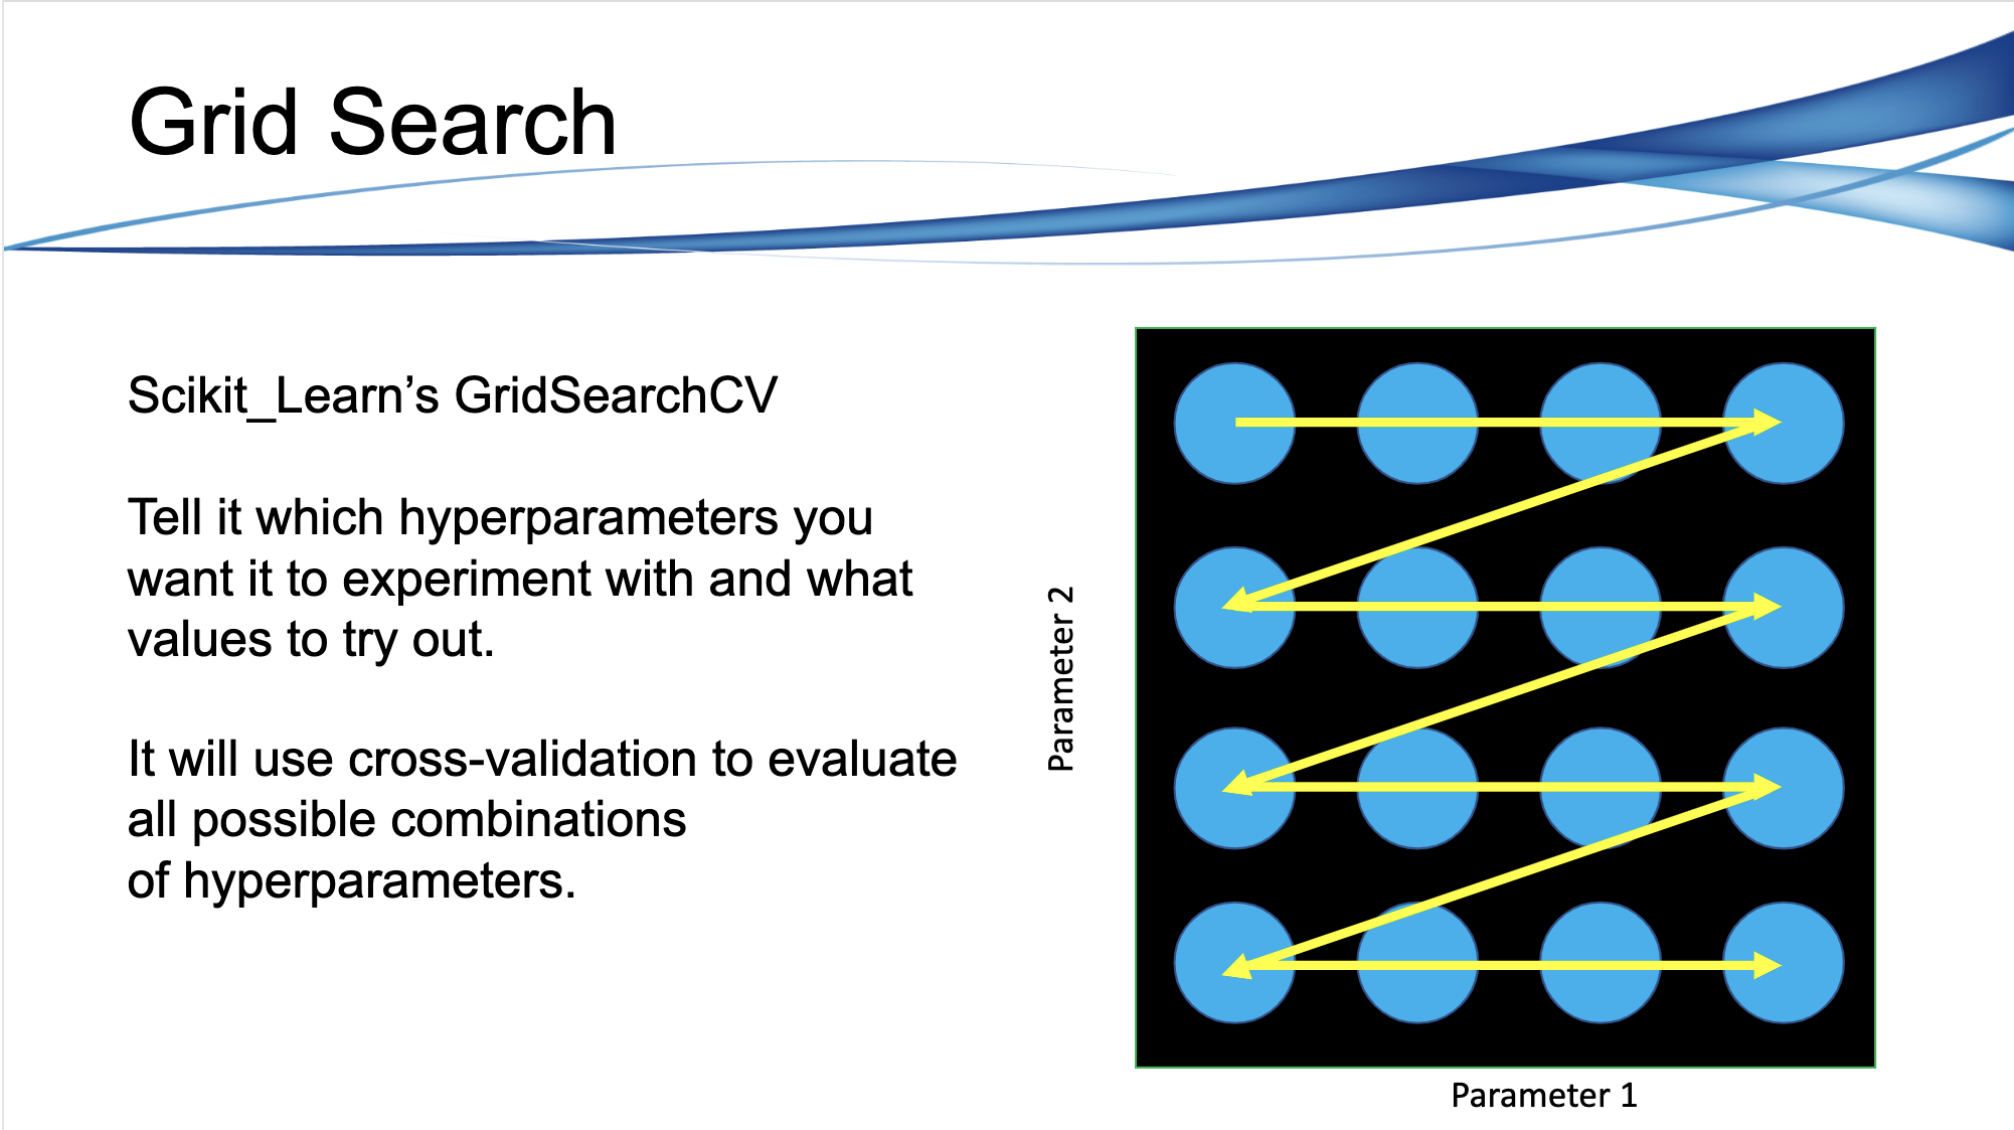 Grid Search
Scikit_Learn’s GridSearchCV
Tell it which hyperparameters you
want it to experiment with and what
values to try out.
It will use cross-validation to evaluate
all possible combinations
of hyperparameters.
Parameter 2
Parameter 1